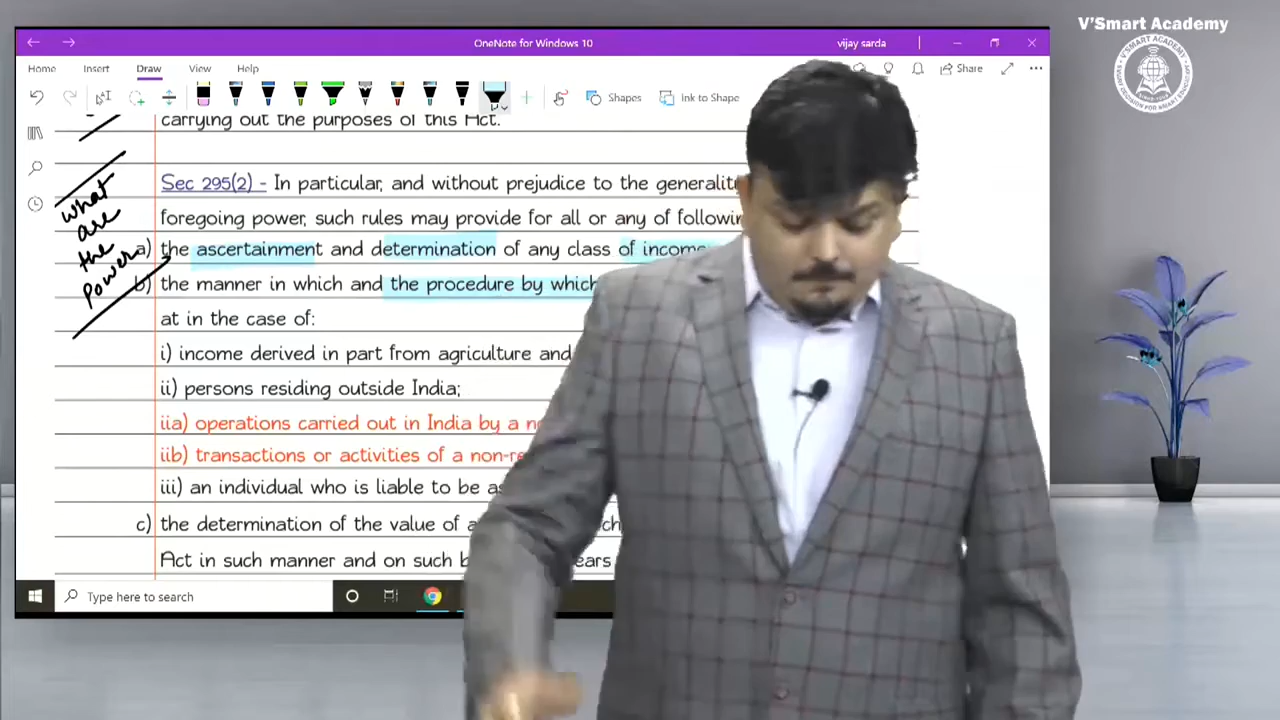 V'Smart Academy
OneNote for Windows 10
vijay sarda
Home Insert Draw View Help
Share
Shapes
Ink to Shape
carrying out the purposes of this Act.
Sec 295(2) - In particular, and without prejudice to the generality
foregoing power, such rules may provide for all or any of
a) the ascertainment and determination of any class of income
b) the manner in which and the procedure by which
at in the case of:
i) income derived in part from agriculture and
ii) persons residing outside India;
iia) operations carried out in India by a
iib) transactions or activities of a
iii) an individual who is liable to be
c) the determination of the value of
Act in such manner and on such
what
are
the
Power
Type here to search